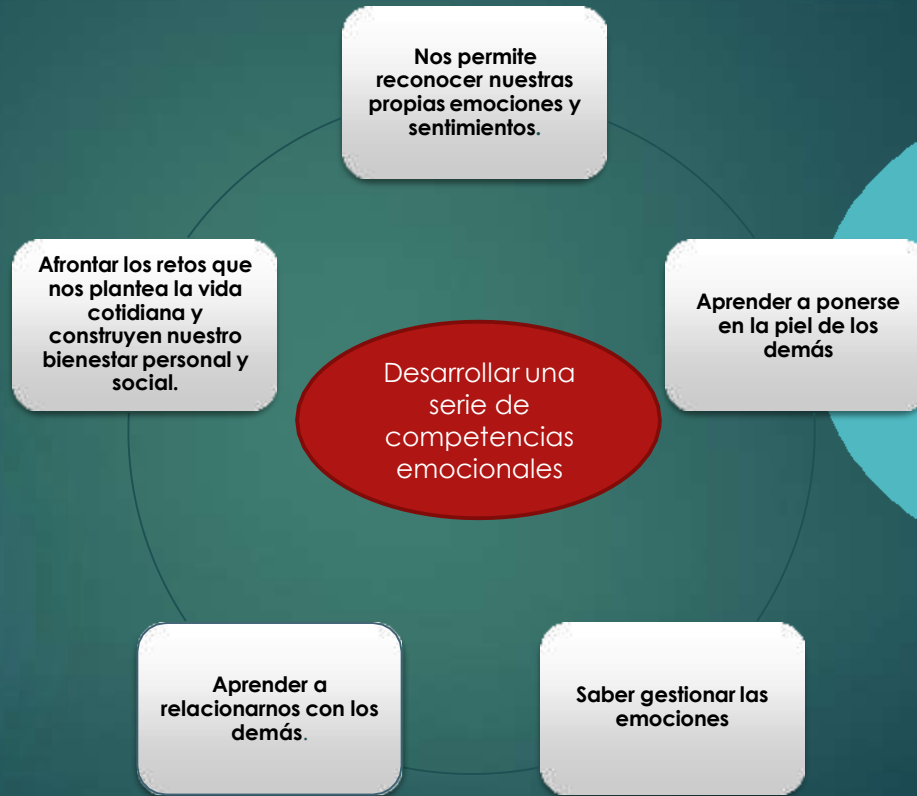 Nos permite
reconocer nuestras
propias emociones y
sentimientos.
Afrontar los retos que
nos plantea la vida
cotidiana y
construyen nuestro
bienestar personal y
social.
Aprender a ponerse
en la piel de los
demás
Desarrollar una
serie de
competencias
emocionales
Aprender a
relacionarnos con los
demás.
Saber gestionar las
emociones